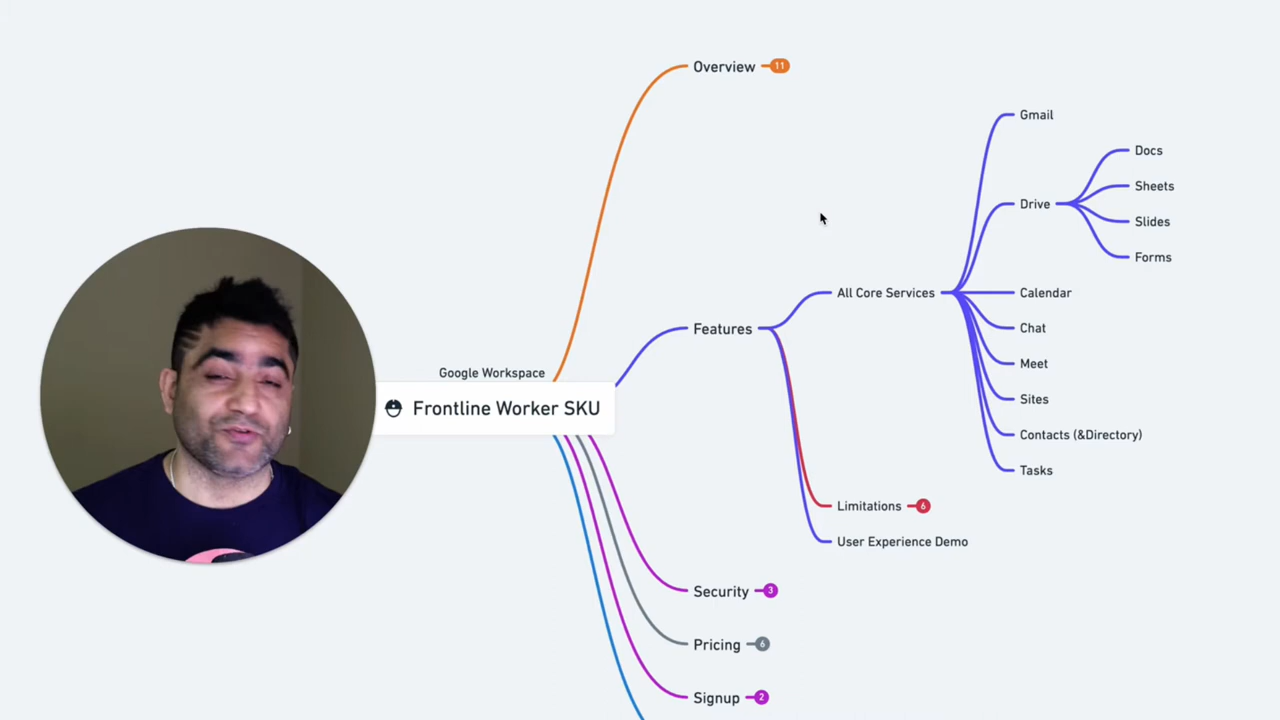 Overview 11
Gmail
Docs
Sheets
Drive
Slides
Forms
All Core Services
Calendar
Features
Chat
Meet
Google Workspace
Frontline Worker SKU
Sites
Contacts (&Directory)
Tasks
Limitations 6
User Experience Demo
Security 3
Pricing 6
Signup 2